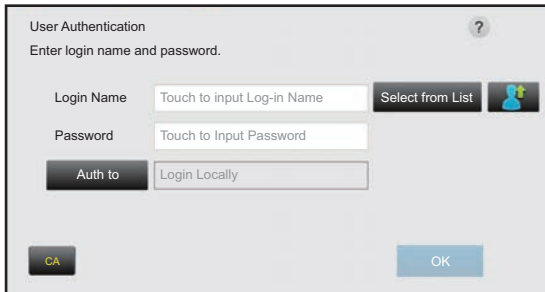 User Authentication ?
Enter login name and password.
Login Name Touch to input Log-in Name Select from List
Password Touch to Input Password
Auth to Login Locally
CA OK